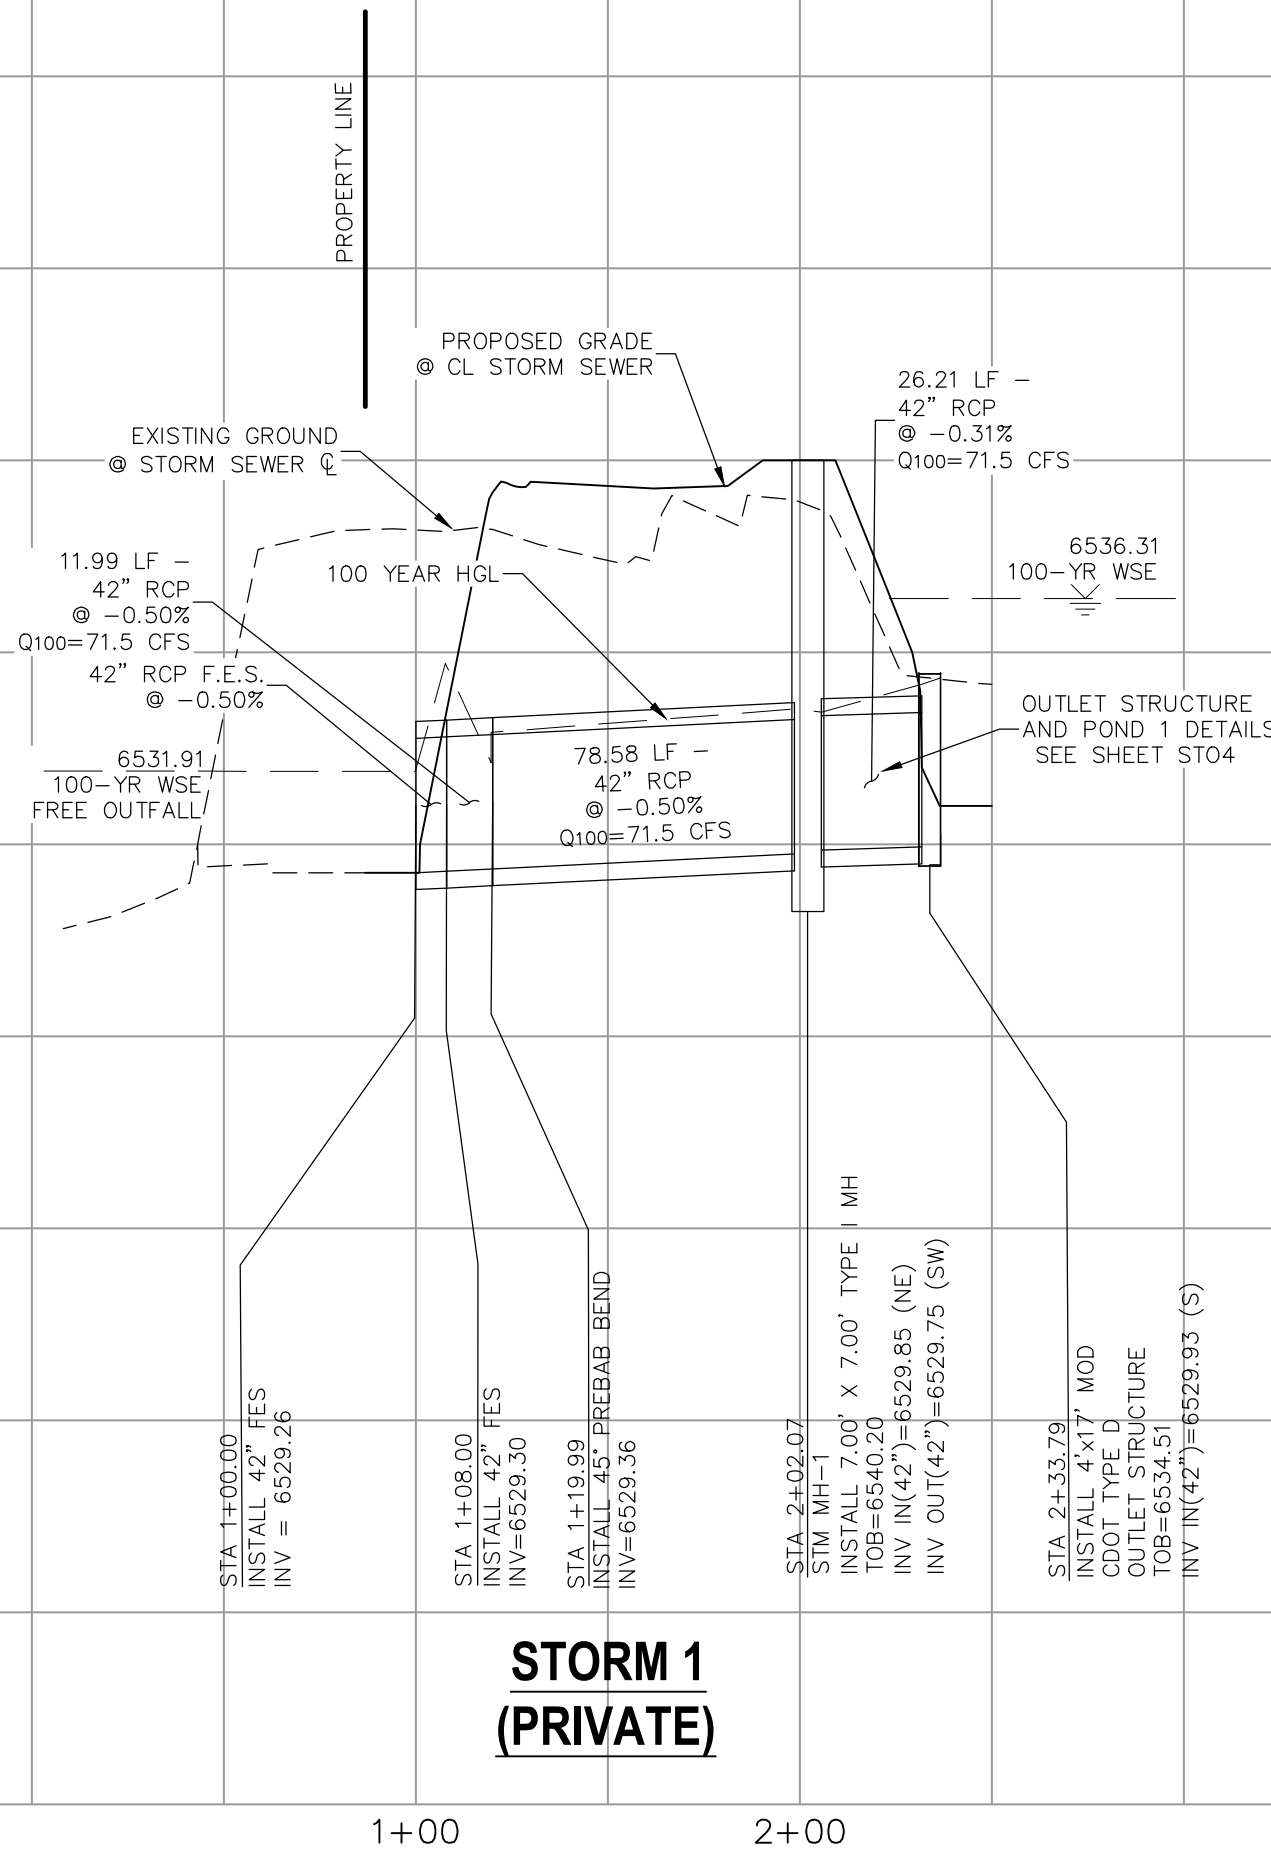 PROPERTY LINE
PROPOSED GRADE
@ CL STORM SEWER
26.21 LF –
42" RCP
@ –0.31%
Q100=71.5 CFS
EXISTING GROUND
@ STORM SEWER ℄
11.99 LF –
42" RCP
@ –0.50%
Q100=71.5 CFS
100 YEAR HGL
6536.31
100–YR WSE
42" RCP F.E.S.
@ –0.50%
OUTLET STRUCTURE
AND POND 1 DETAILS
SEE SHEET ST04
6531.91
100–YR WSE
FREE OUTFALL
78.58 LF –
42" RCP
@ –0.50%
Q100=71.5 CFS
STA 1+00.00
INSTALL 42" FES
INV = 6529.26
STA 1+08.00
INSTALL 42" FES
INV=6529.30
STA 1+19.99
INSTALL 45° PREBAB BEND
INV=6529.36
STA 2+02.07
STM MH–1
INSTALL 7.00' X 7.00' TYPE I MH
TOB=6540.20
INV IN(42")=6529.85 (NE)
INV OUT(42")=6529.75 (SW)
STA 2+33.79
INSTALL 4'x17' MOD
CDOT TYPE D
OUTLET STRUCTURE
TOB=6534.51
INV IN(42")=6529.93 (S)
STORM 1
(PRIVATE)
1+00
2+00